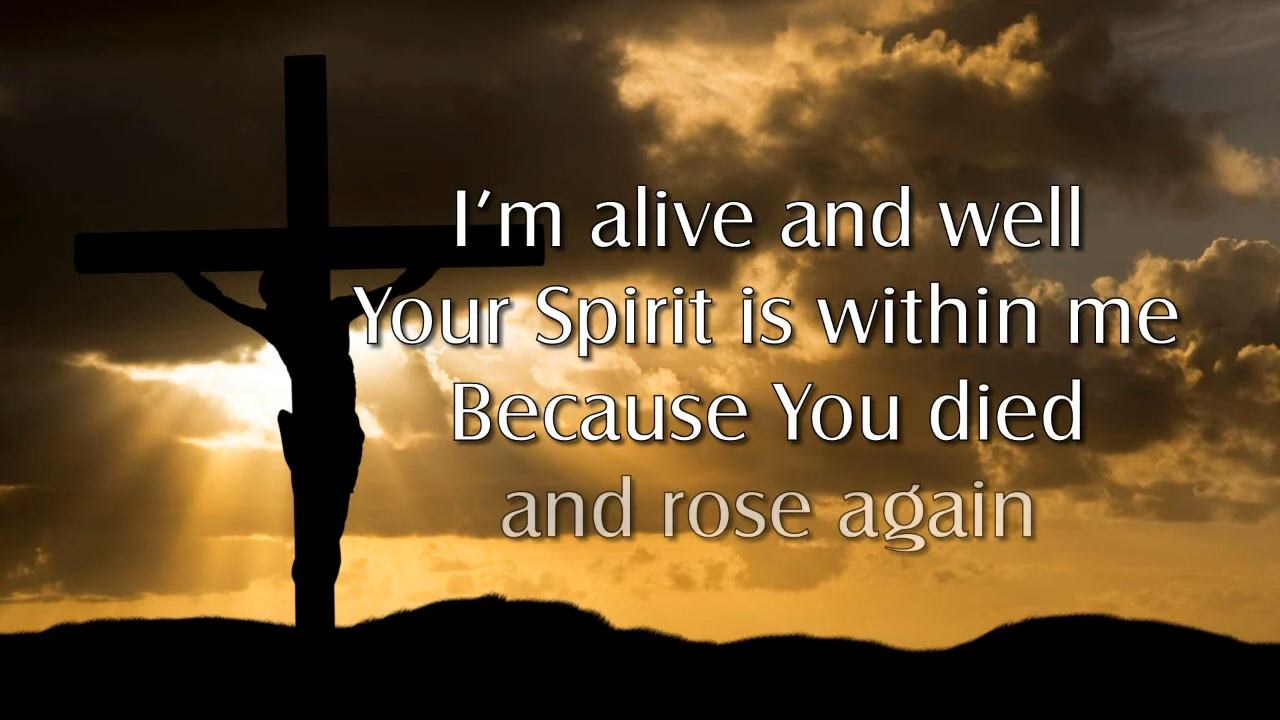 I’m alive and well
Your Spirit is within me
Because You died
and rose again